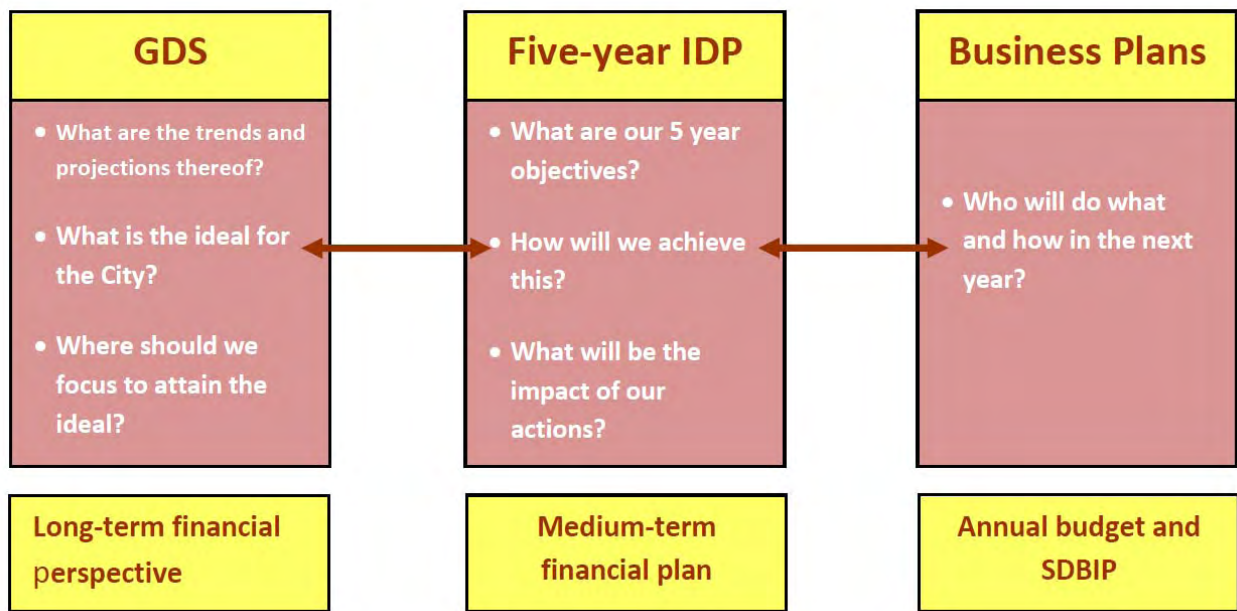 GDS
• What are the trends and
projections thereof?
• What is the ideal for
the City?
• Where should we
focus to attain the
ideal?
Long-term financial
perspective
Five-year IDP
• What are our 5 year
objectives?
• How will we achieve
this?
• What will be the
impact of our
actions?
Medium-term
financial plan
Business Plans
• Who will do what
and how in the next
year?
Annual budget and
SDBIP